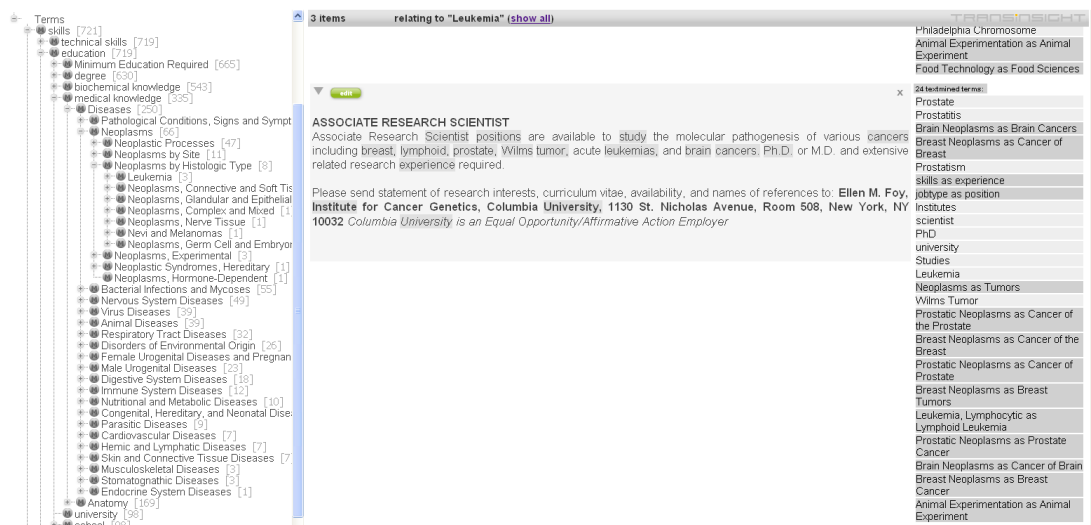 Terms
skills [721]
technical skills [719]
education [719]
Minimum Education Required [665]
degree [630]
biochemical knowledge [543]
medical knowledge [335]
Diseases [250]
Pathological Conditions, Signs and Sympt
Neoplasms [66]
Neoplastic Processes [47]
Neoplasms by Site [11]
Neoplasms by Histologic Type [8]
Leukemia [3]
Neoplasms, Connective and Soft Tis
Neoplasms, Glandular and Epithelial
Neoplasms, Complex and Mixed [1
Neoplasms, Nerve Tissue [1]
Nevi and Melanomas [1]
Neoplasms, Germ Cell and Embryor
Neoplasms, Experimental [3]
Neoplastic Syndromes, Hereditary [1]
Neoplasms, Hormone-Dependent [1]
Bacterial Infections and Mycoses [55]
Nervous System Diseases [49]
Virus Diseases [39]
Animal Diseases [39]
Respiratory Tract Diseases [32]
Disorders of Environmental Origin [26]
Female Urogenital Diseases and Pregnan
Male Urogenital Diseases [23]
Digestive System Diseases [18]
Immune System Diseases [12]
Nutritional and Metabolic Diseases [10]
Congenital, Hereditary, and Neonatal Dise
Parasitic Diseases [9]
Cardiovascular Diseases [7]
Hemic and Lymphatic Diseases [7]
Skin and Connective Tissue Diseases [7
Musculoskeletal Diseases [3]
Stomatognathic Diseases [3]
Endocrine System Diseases [1]
Anatomy [169]
university [98]
school [98]
3 items relating to "Leukemia" (show all)
TRANSINSIGHT
edit
x
ASSOCIATE RESEARCH SCIENTIST
Associate Research Scientist positions are available to study the molecular pathogenesis of various cancers
including breast, lymphoid, prostate, Wilms tumor, acute leukemias, and brain cancers. Ph.D. or M.D. and extensive
related research experience required.
Please send statement of research interests, curriculum vitae, availability, and names of references to: Ellen M. Foy,
Institute for Cancer Genetics, Columbia University, 1130 St. Nicholas Avenue, Room 508, New York, NY
10032 Columbia University is an Equal Opportunity/Affirmative Action Employer
Philadelphia Chromosome
Animal Experimentation as Animal
Experiment
Food Technology as Food Sciences
24 textmined terms:
Prostate
Prostatitis
Brain Neoplasms as Brain Cancers
Breast Neoplasms as Cancer of
Breast
Prostatism
skills as experience
jobtype as position
Institutes
scientist
PhD
university
Studies
Leukemia
Neoplasms as Tumors
Wilms Tumor
Prostatic Neoplasms as Cancer of
the Prostate
Breast Neoplasms as Cancer of the
Breast
Prostatic Neoplasms as Cancer of
Prostate
Breast Neoplasms as Breast
Tumors
Leukemia, Lymphocytic as
Lymphoid Leukemia
Prostatic Neoplasms as Prostate
Cancer
Brain Neoplasms as Cancer of Brain
Breast Neoplasms as Breast
Cancer
Animal Experimentation as Animal
Experiment